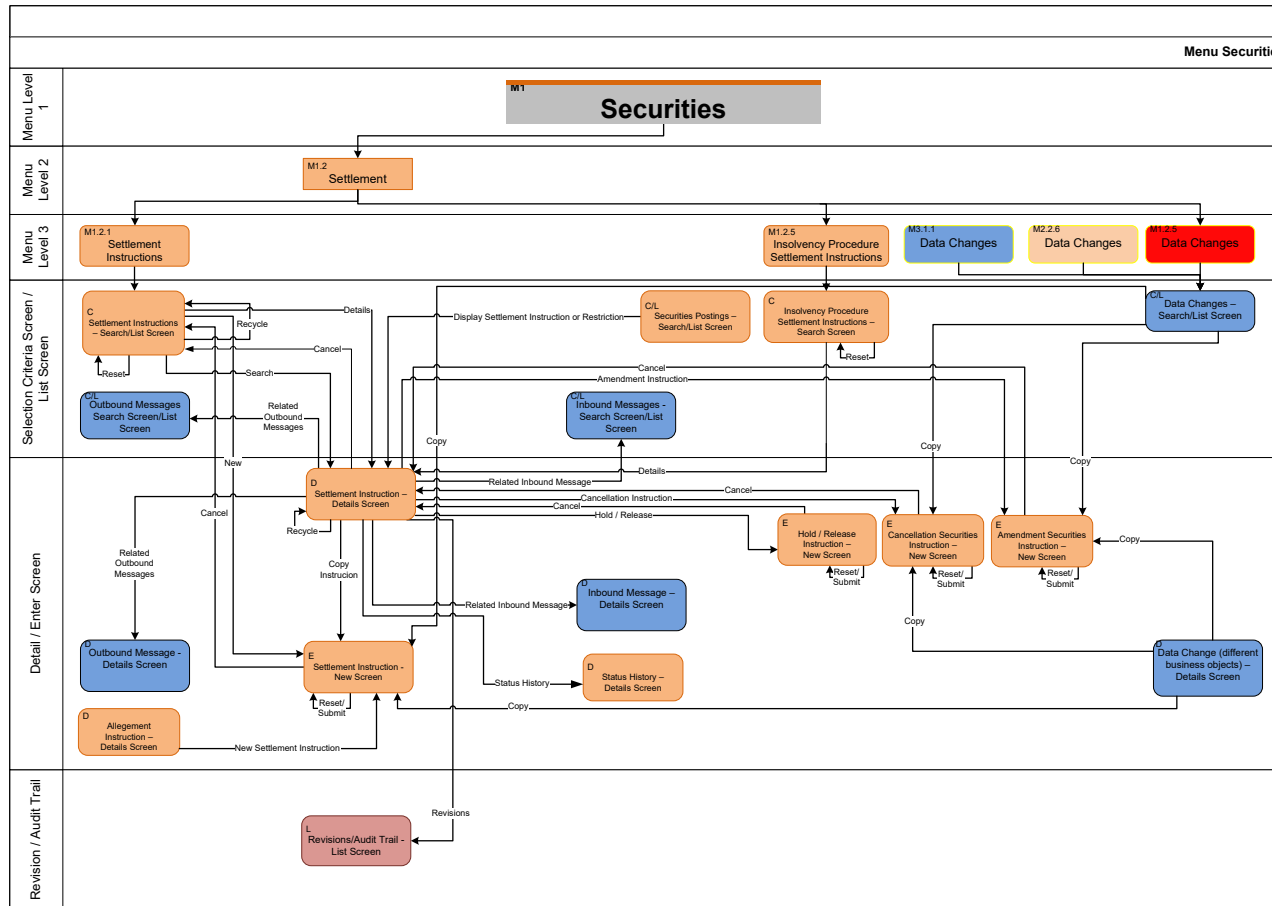 Menu Securitie
Menu Level
1
M1
Securities
Menu
Level 2
M1.2
Settlement
Menu
Level 3
M1.2.1
Settlement
Instructions
M1.2.5
Insolvency Procedure
Settlement Instructions
M3.1.1
Data Changes
M2.2.6
Data Changes
M1.2.5
Data Changes
Selection Criteria Screen /
List Screen
C
Settlement Instructions
– Search/List Screen
Recycle
Reset
Details
Cancel
Search
Display Settlement Instruction or Restriction
C/L
Securities Postings –
Search/List Screen
C
Insolvency Procedure
Settlement Instructions –
Search Screen
Reset
C/L
Data Changes –
Search/List Screen
Cancel
Amendment Instruction
C/L
Outbound Messages
Search Screen/List
Screen
Related
Outbound
Messages
C/L
Inbound Messages -
Search Screen/List
Screen
Copy
Copy
Copy
New
Cancel
Detail / Enter Screen
D
Settlement Instruction –
Details Screen
Recycle
Details
Related Inbound Message
Cancel
Cancellation Instruction
Cancel
Hold / Release
E
Hold / Release
Instruction –
New Screen
Reset/
Submit
E
Cancellation Securities
Instruction –
New Screen
Reset/
Submit
E
Amendment Securities
Instruction – New
Screen
Reset/
Submit
Copy
Related
Outbound
Messages
Copy
Instrucion
Related Inbound Message
D
Inbound Message –
Details Screen
Copy
D
Outbound Message -
Details Screen
E
Settlement Instruction -
New Screen
Reset/
Submit
Status History
D
Status History –
Details Screen
D
Data Change (different
business objects) –
Details Screen
Copy
D
Allegement
Instruction –
Details Screen
New Settlement Instruction
Revision / Audit Trail
Revisions
L
Revisions/Audit Trail -
List Screen